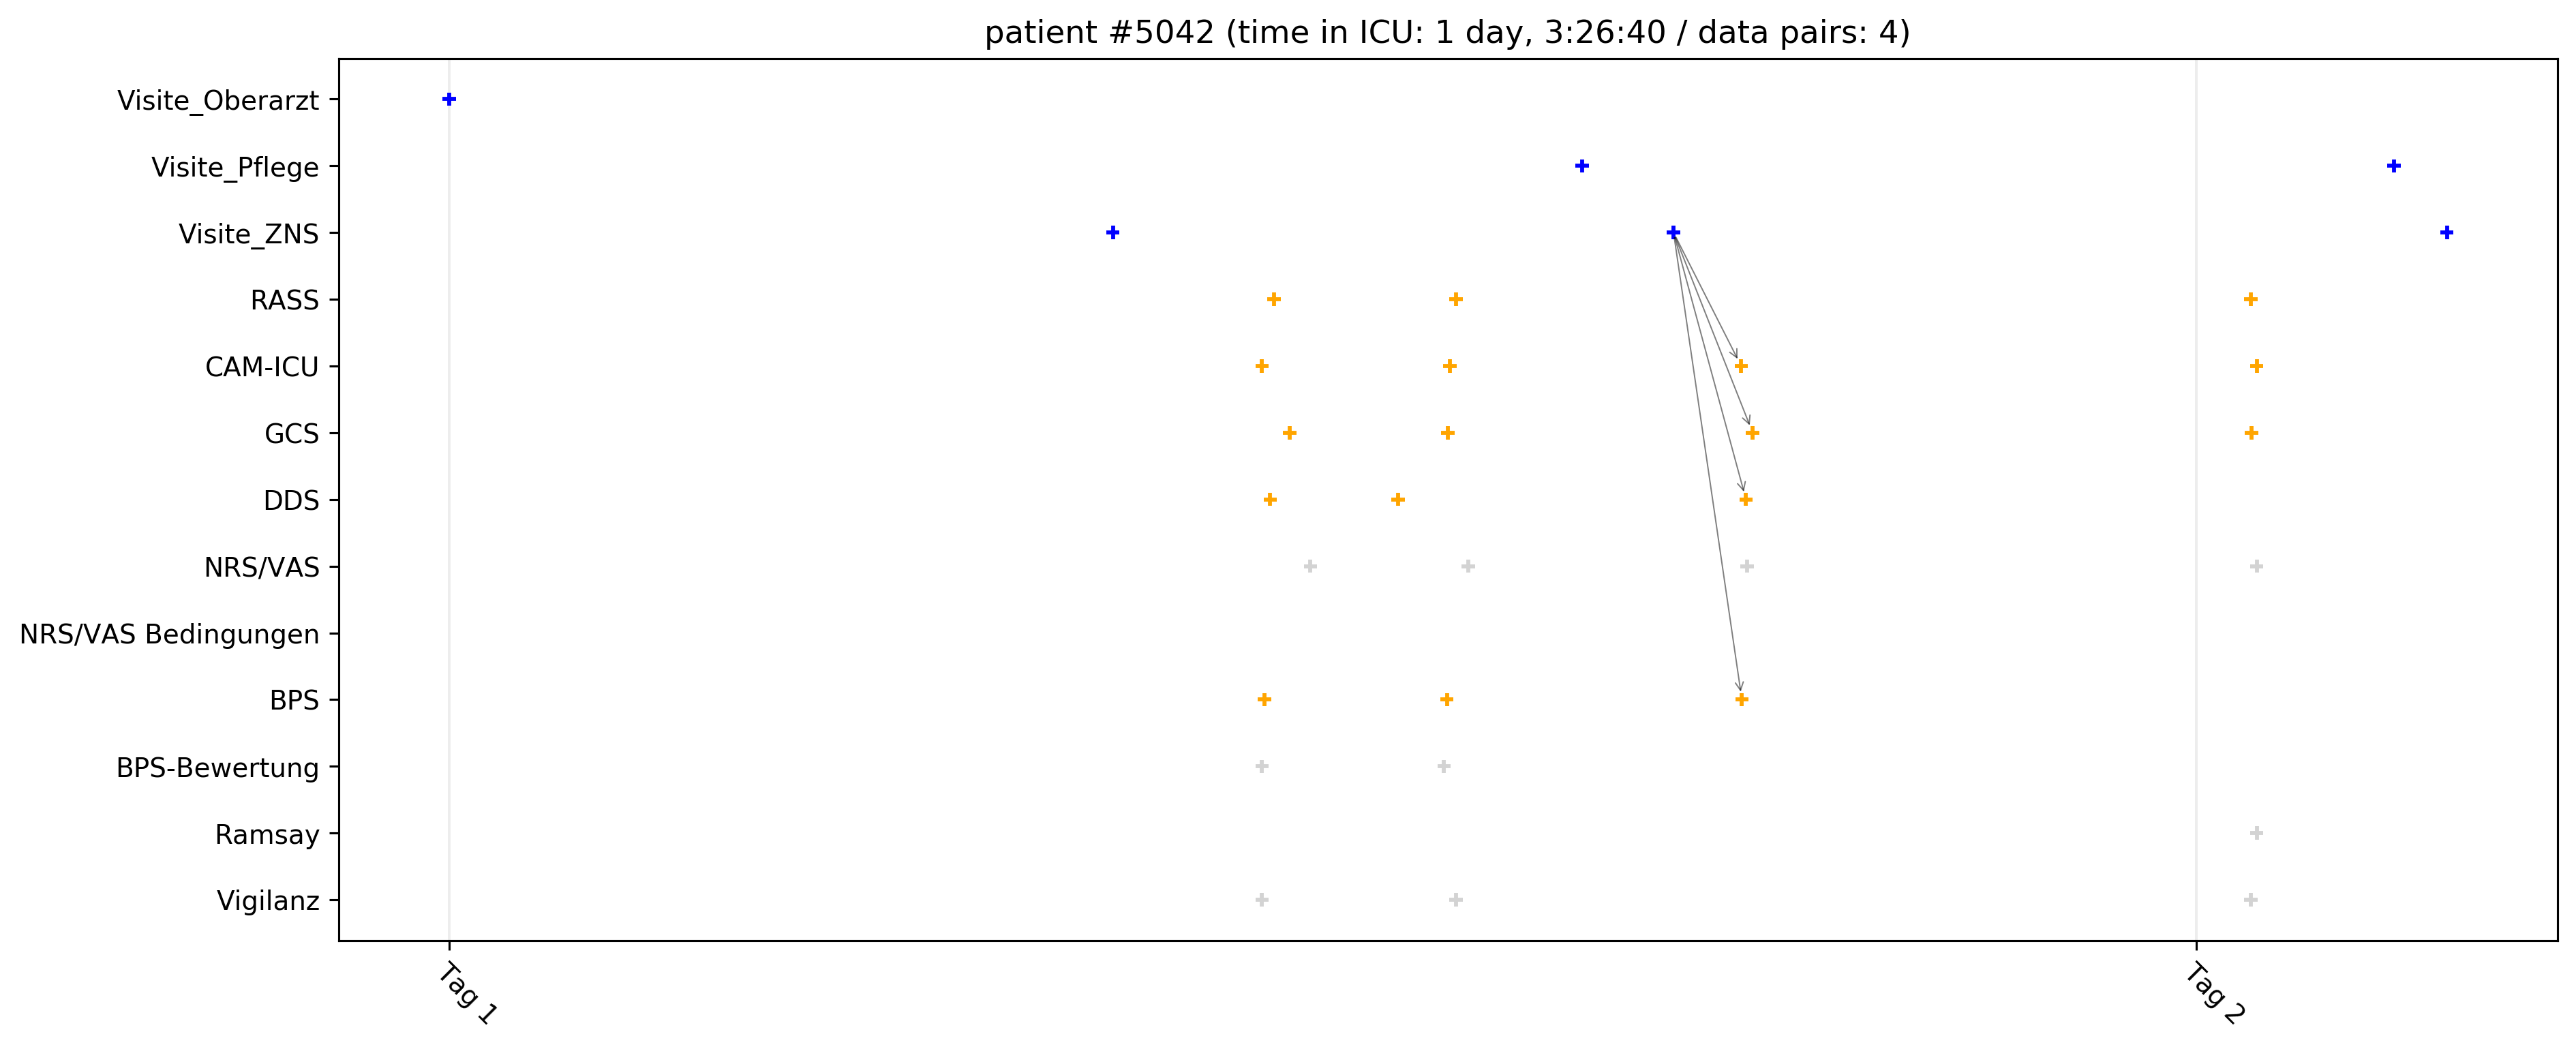 patient #5042 (time in ICU: 1 day, 3:26:40 / data pairs: 4)
Visite_Oberarzt
Visite_Pflege
Visite_ZNS
RASS
CAM-ICU
GCS
DDS
NRS/VAS
NRS/VAS Bedingungen
BPS
BPS-Bewertung
Ramsay
Vigilanz
Tag 1
Tag 2